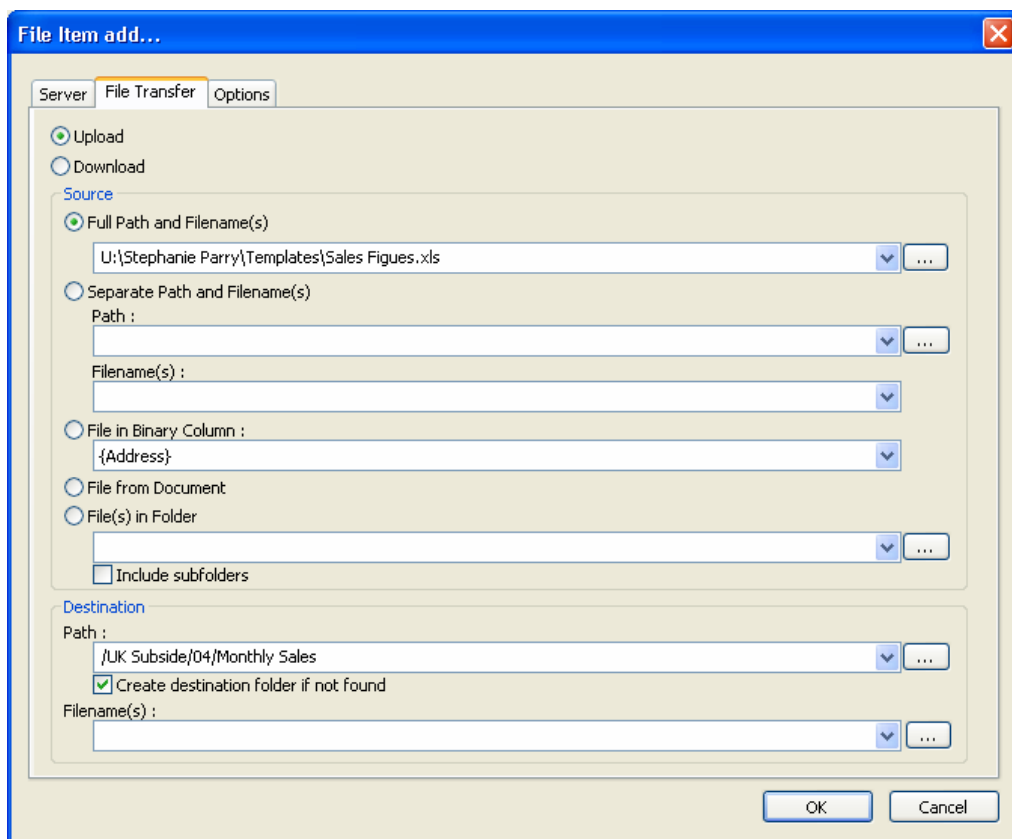 File Item add...
Server File Transfer Options
Upload
Download
Source
Full Path and Filename(s)
U:\Stephanie Parry\Templates\Sales Figues.xls
...
Separate Path and Filename(s)
Path :
...
Filename(s) :
File in Binary Column :
{Address}
File from Document
File(s) in Folder
...
Include subfolders
Destination
Path :
/UK Subside/04/Monthly Sales
...
Create destination folder if not found
Filename(s) :
...
OK Cancel